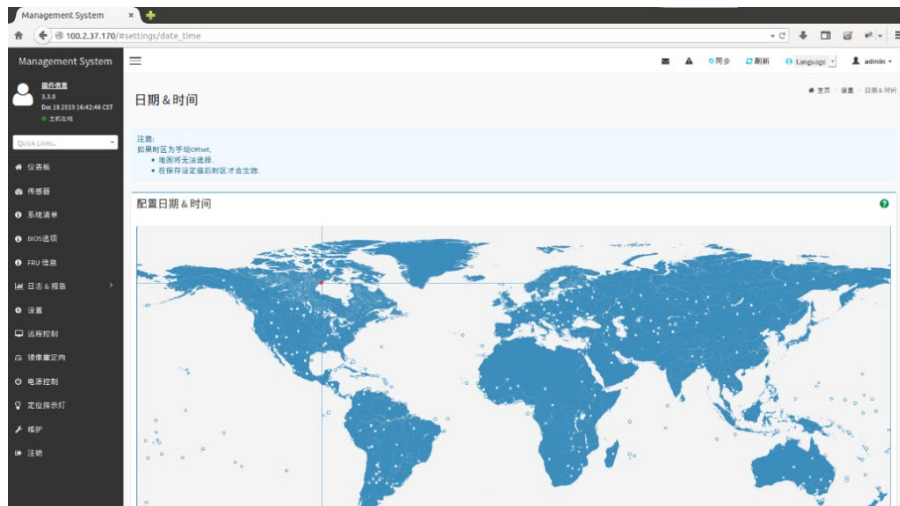 Management System
100.2.37.170/#settings/date_time
Management System
同步
刷新
Language
admin
固件信息
3.3.0
Dec 18 2019 16:42:46 CST
主机在线
日期 & 时间
主页 - 设置 - 日期 & 时间
Quick Links...
注意:
如果时区为手动Offset,
地图将无法选择.
在保存设定值后时区才会生效.
仪表板
传感器
系统清单
BIOS选项
FRU 信息
日志 & 报告
设置
远程控制
镜像重定向
电源控制
定位指示灯
维护
注销
配置日期 & 时间